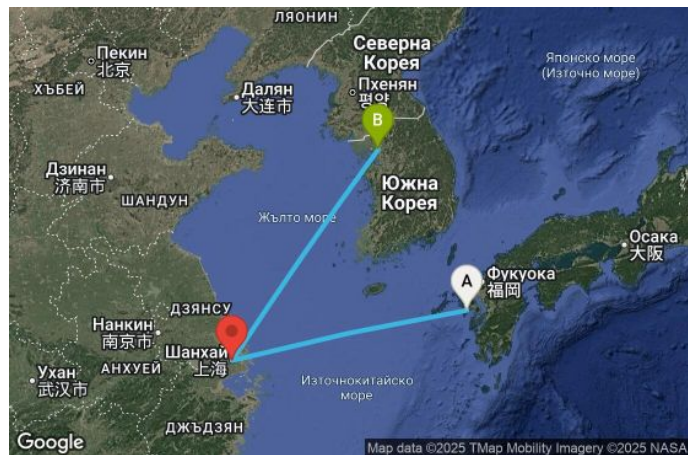 ЛЯОНИН
Пекин
北京
Северна
Корея
Японско море
(Източно море)
ХЪБЕЙ
Далян
大连市
Пхенян
평양
B
Дзинан
济南市
ШАНДУН
Южна
Корея
Жълто море
Осака
大阪
A
Фукуока
福岡
ДЗЯНСУ
Нанкин
南京市
Шанхай
上海
АНХУЕЙ
Ухан
武汉市
Източнокитайско
море
ДЖЪДЗЯН
Google
Map data ©2025 TMap Mobility Imagery ©2025 NASA